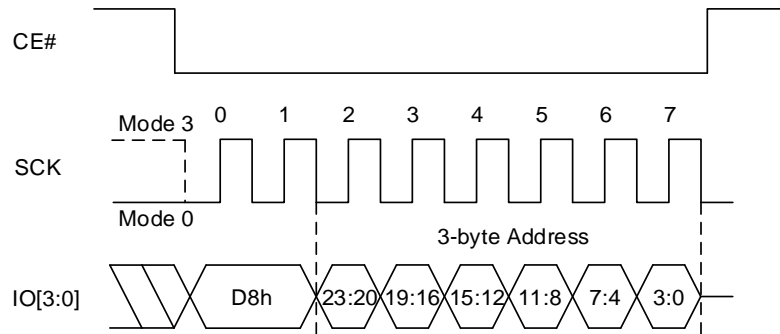 CE#
0 1 2 3 4 5 6 7
Mode 3
SCK
Mode 0
3-byte Address
IO[3:0]
D8h 23:20 19:16 15:12 11:8 7:4 3:0